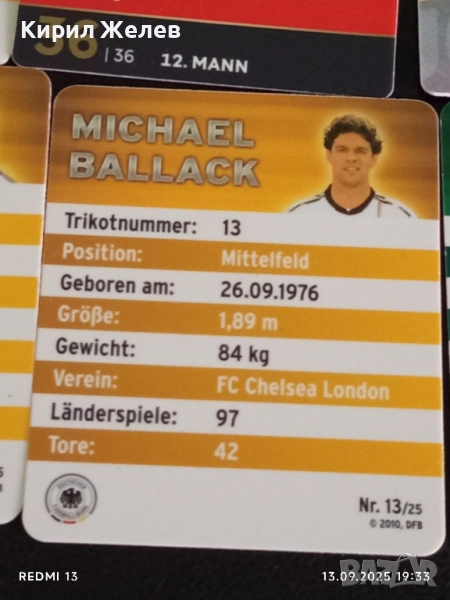 Кирил Желев
36 | 36 12. MANN
MICHAEL
BALLACK
Trikotnummer: 13
Position: Mittelfeld
Geboren am: 26.09.1976
Größe: 1,89 m
Gewicht: 84 kg
Verein: FC Chelsea London
Länderspiele: 97
Tore: 42
Nr. 13/25
© 2010, DFB
REDMI 13
13.09.2025 19:33
BAZAR